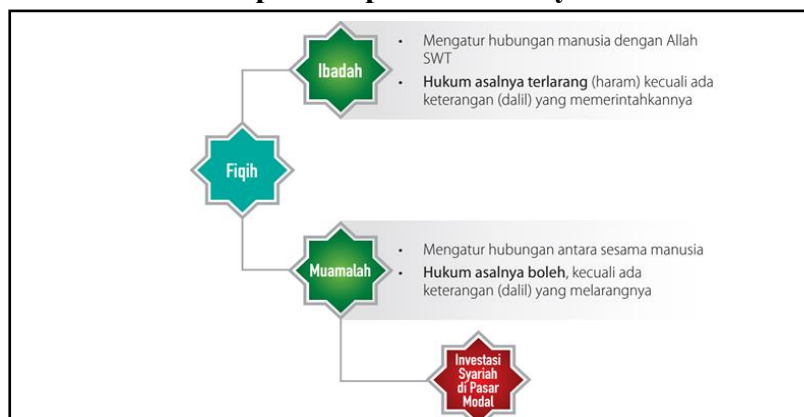 Ibadah
• Mengatur hubungan manusia dengan Allah
SWT
• Hukum asalnya terlarang (haram) kecuali ada
keterangan (dalil) yang memerintahkannya
Fiqih
Muamalah
• Mengatur hubungan antara sesama manusia
• Hukum asalnya boleh, kecuali ada
keterangan (dalil) yang melarangnya
Investasi
Syariah
di Pasar
Modal